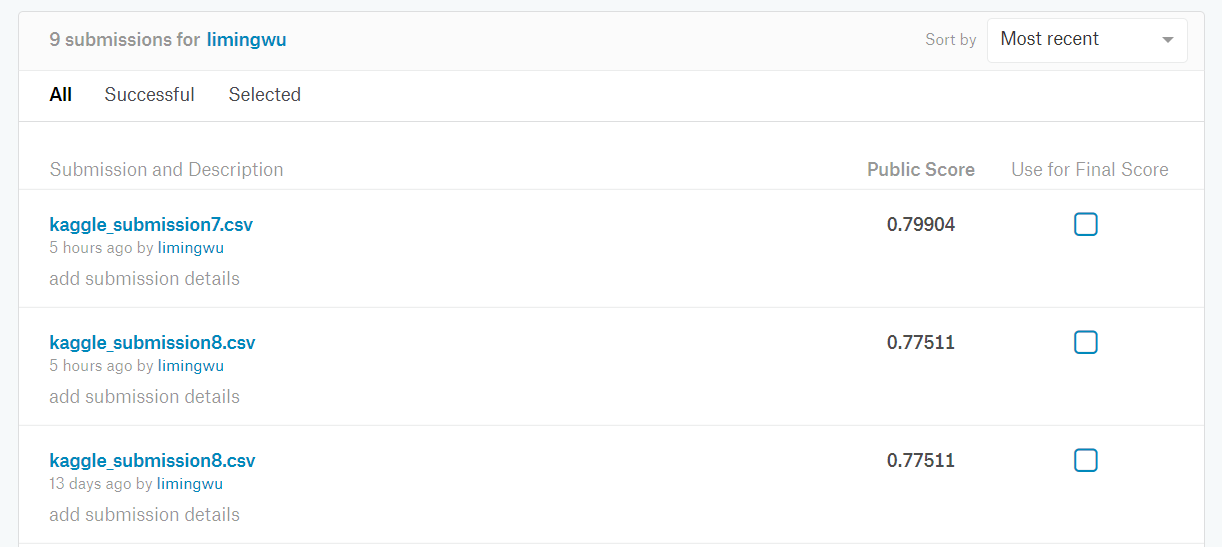 9 submissions for limingwu
Sort by Most recent
All Successful Selected
Submission and Description Public Score Use for Final Score
kaggle_submission7.csv 0.79904
5 hours ago by limingwu
add submission details
kaggle_submission8.csv 0.77511
5 hours ago by limingwu
add submission details
kaggle_submission8.csv 0.77511
13 days ago by limingwu
add submission details